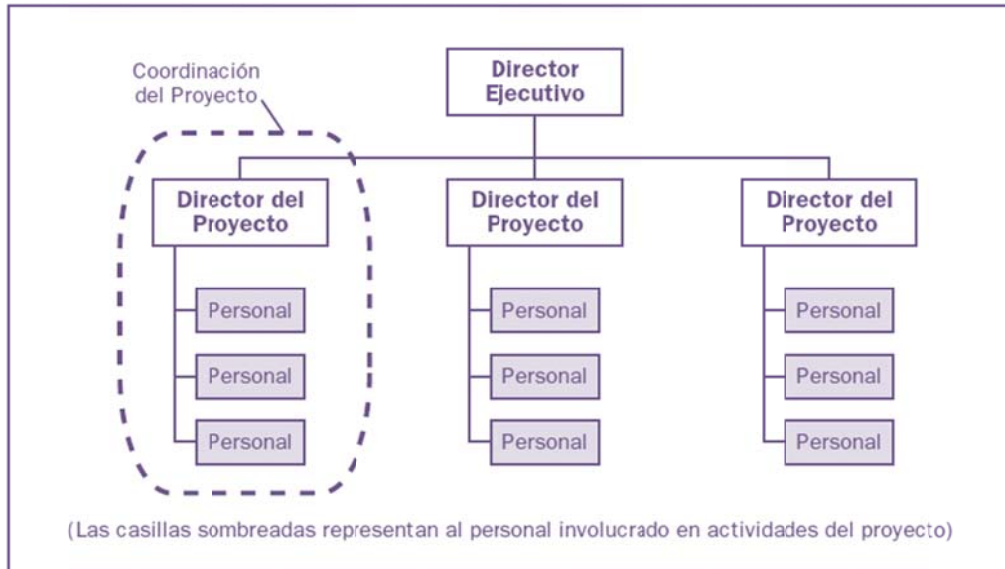 Coordinación
del Proyecto
Director
Ejecutivo
Director del
Proyecto
Director del
Proyecto
Director del
Proyecto
Personal
Personal
Personal
Personal
Personal
Personal
Personal
Personal
Personal
(Las casillas sombreadas representan al personal involucrado en actividades del proyecto)